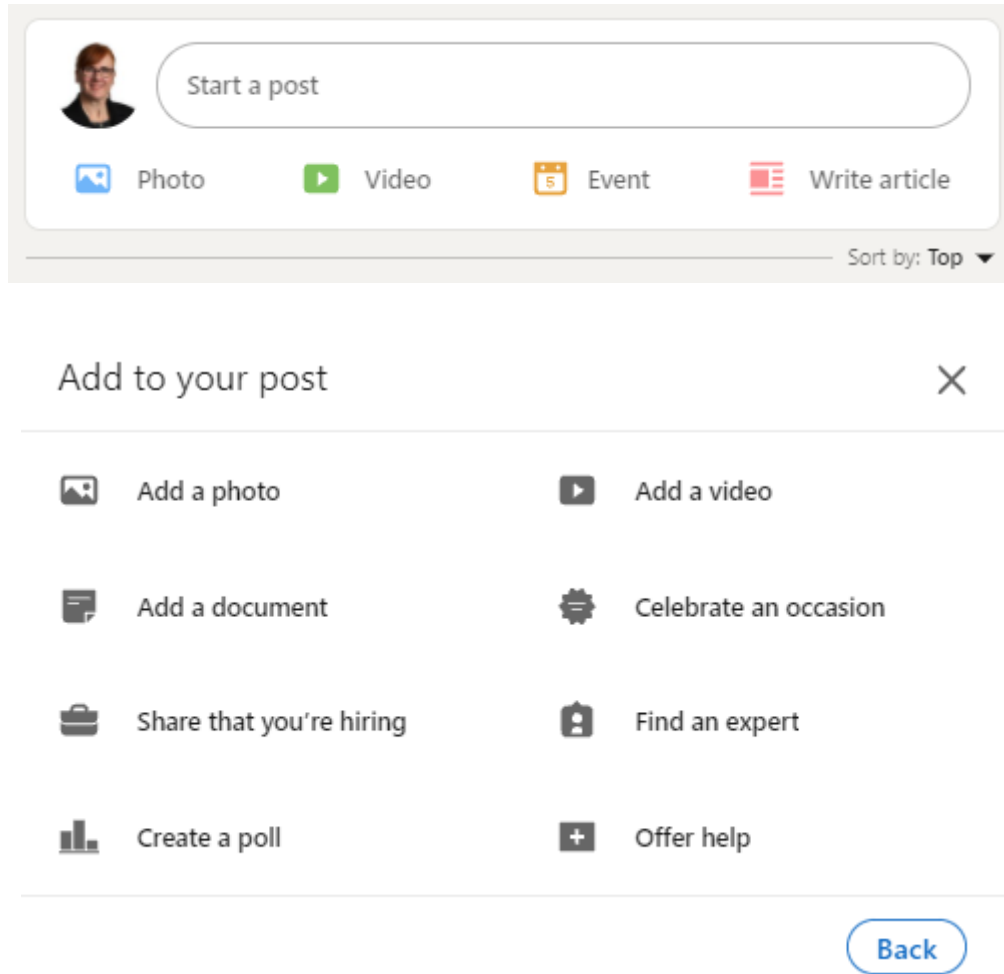 Start a post
Photo Video Event Write article
5
Sort by: Top
Add to your post
Add a photo Add a video
Add a document Celebrate an occasion
Share that you're hiring Find an expert
Create a poll Offer help
Back